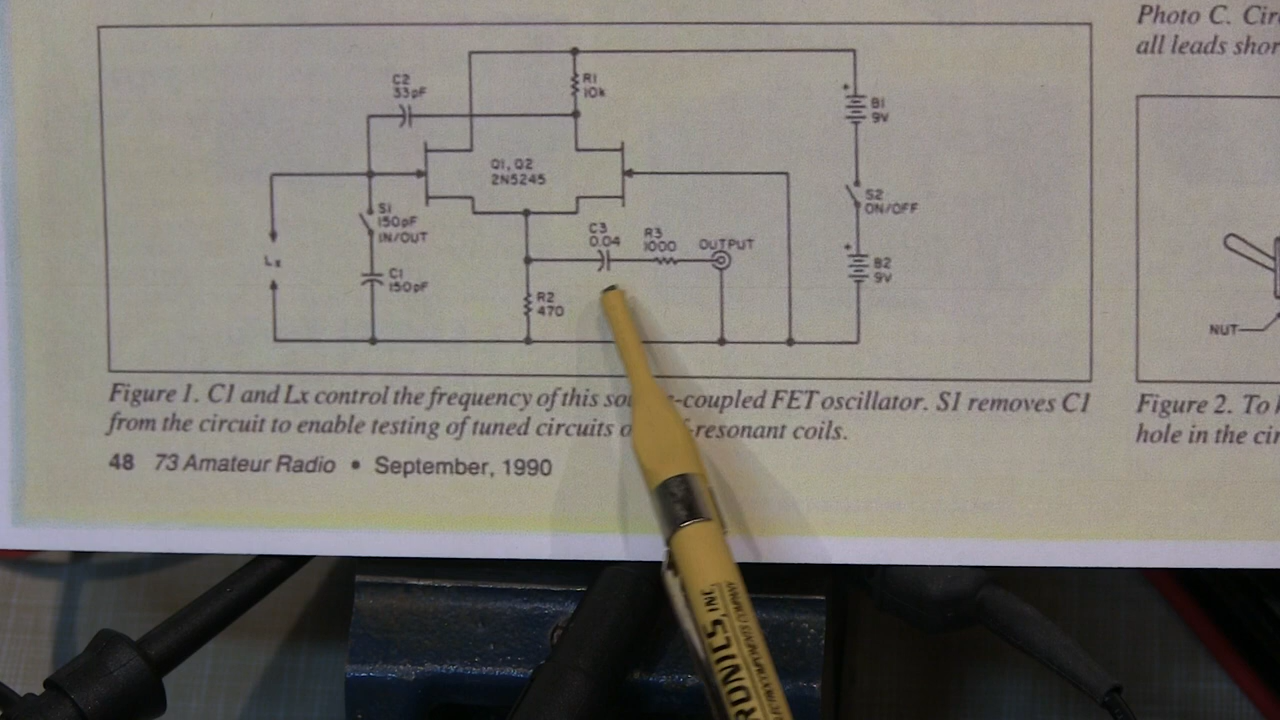 Photo C. Cir
all leads shor
C2
33pF
R1
10k
B1
9V
Q1, Q2
2N5245
S1
150pF
IN/OUT
S2
ON/OFF
C3
0.04
R3
1000
OUTPUT
Lx
C1
150pF
R2
470
B2
9V
NUT
Figure 1. C1 and Lx control the frequency of this sou -coupled FET oscillator. S1 removes C1
from the circuit to enable testing of tuned circuits o f-resonant coils.
Figure 2. To
hole in the cir
48 73 Amateur Radio • September, 1990
RONICS, INC.
COMPONENTS COMPANY